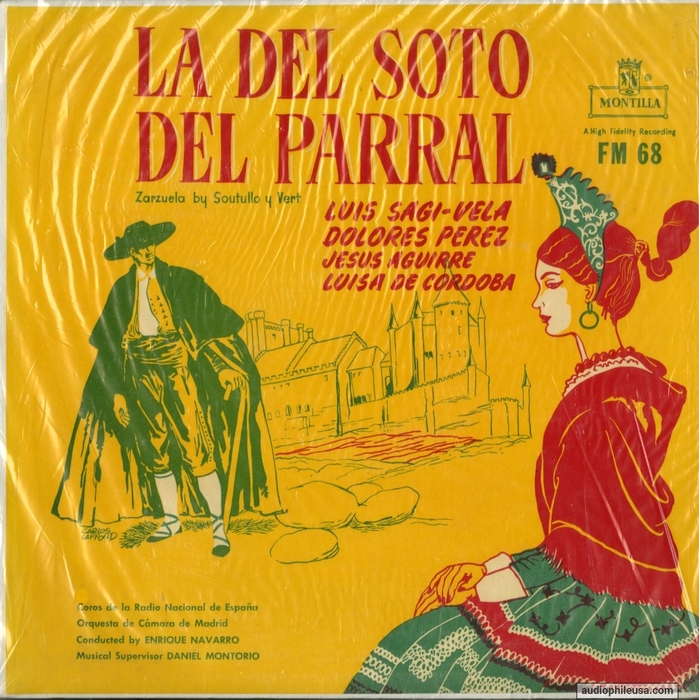 LA DEL SOTO
DEL PARRAL
Zarzuela by Soutullo y Vert
MONTILLA
®
A High Fidelity Recording
FM 68
LUIS SAGI-VELA
DOLORES PEREZ
JESUS AGUIRRE
LUISA DE CORDOBA
CARLOS
Coros de la Radio Nacional de España
Orquesta de Cámara de Madrid
Conducted by ENRIQUE NAVARRO
Musical Supervisor DANIEL MONTORIO
audiophileusa.com